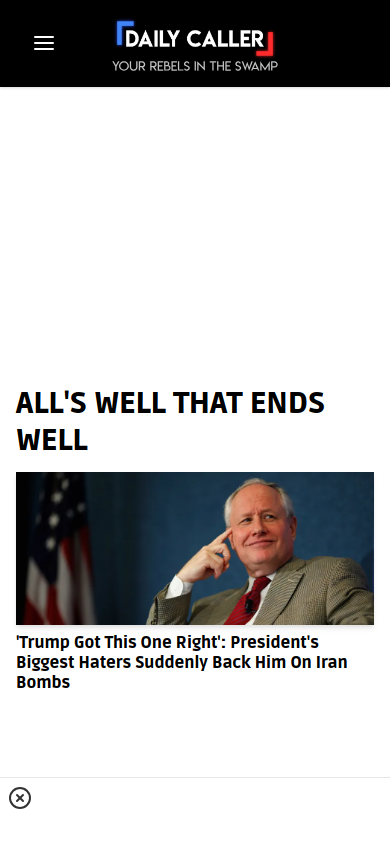 DAILY CALLER
YOUR REBELS IN THE SWAMP
ALL'S WELL THAT ENDS
WELL
'Trump Got This One Right': President's
Biggest Haters Suddenly Back Him On Iran
Bombs